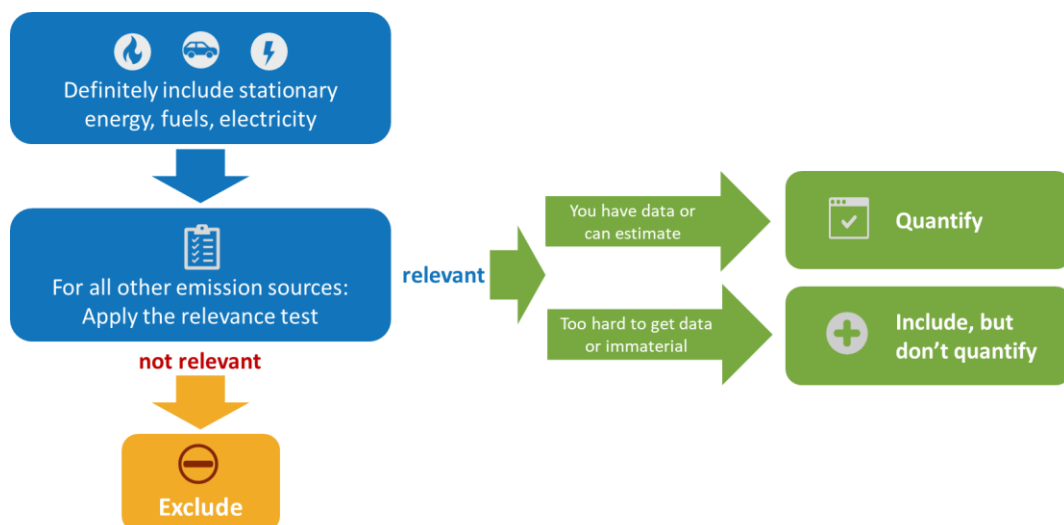 Definitely include stationary
energy, fuels, electricity
For all other emission sources:
Apply the relevance test
relevant
You have data or
can estimate
Quantify
Too hard to get data
or immaterial
Include, but
don’t quantify
not relevant
Exclude